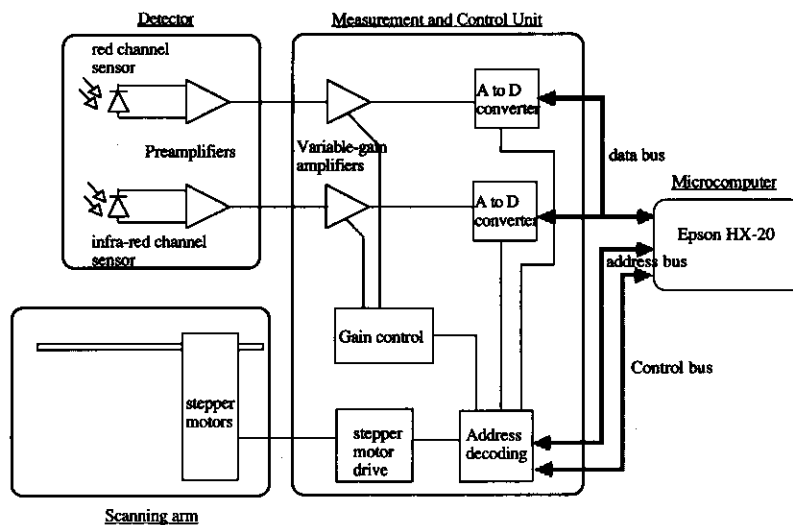 Detector
Measurement and Control Unit
red channel
sensor
A to D
converter
Preamplifiers
Variable-gain
amplifiers
data bus
Microcomputer
A to D
converter
Epson HX-20
infra-red channel
sensor
address bus
Gain control
Control bus
stepper
motors
stepper
motor
drive
Address
decoding
Scanning arm